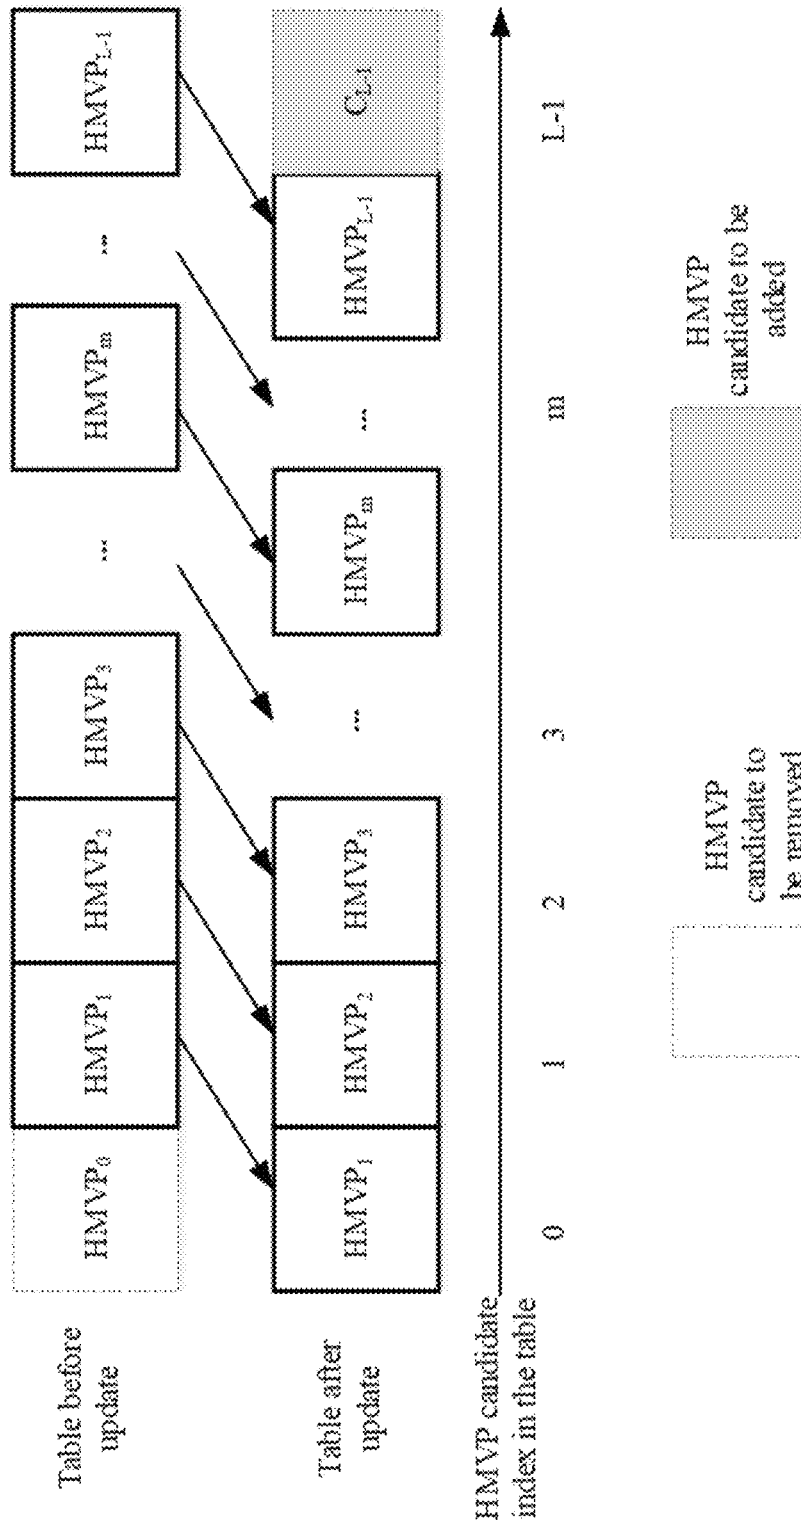 Table before
update
HMVP0
HMVP1
HMVP2
HMVP3
...
HMVPm
...
HMVPL-1
Table after
update
HMVP1
HMVP2
HMVP3
...
HMVPm
...
HMVPL-1
CL-1
HMVP candidate
index in the table
0
1
2
3
m
L-1
HMVP
candidate to
be removed
HMVP
candidate to be
added